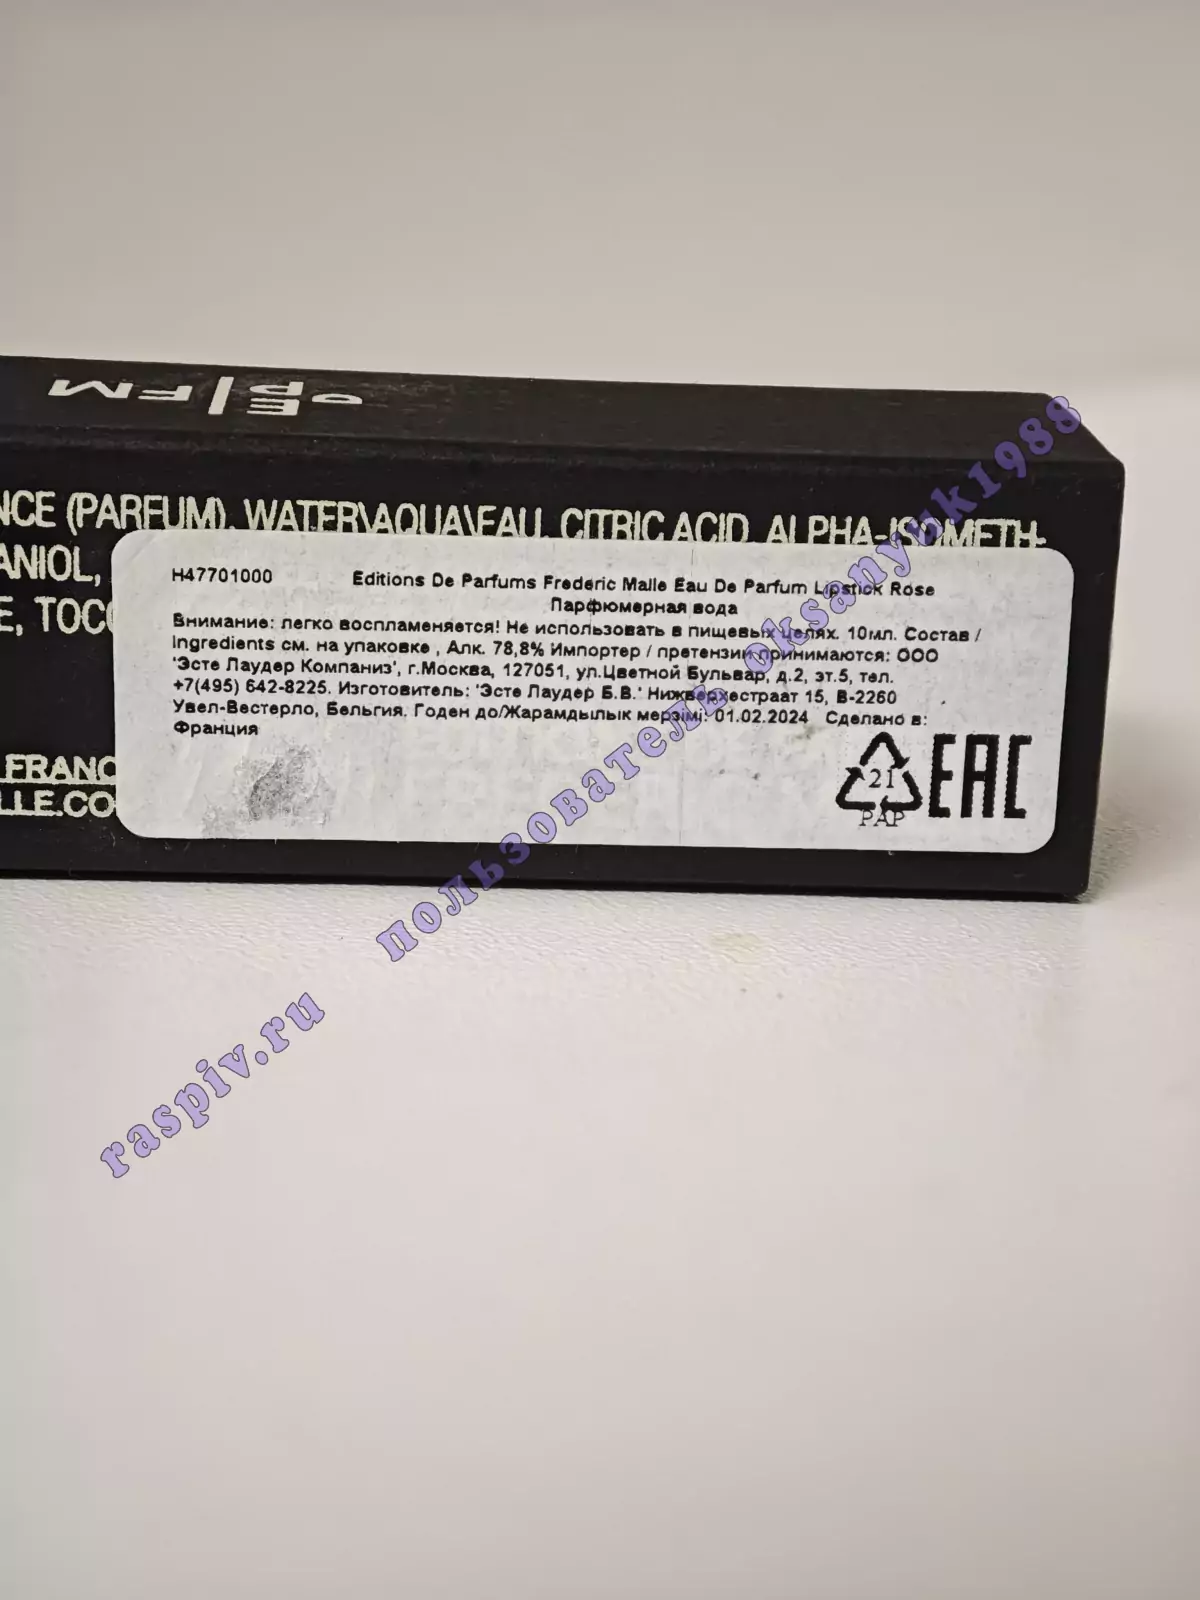 NCE (PARFUM), WATER\AQUA\EAU, CITRIC ACID, ALPHA-ISOMETH-
ANIOL,
E, TOCO
H47701000 Editions De Parfums Frederic Malle Eau De Parfum Lipstick Rose
Парфюмерная вода
Внимание: легко воспламеняется! Не использовать в пищевых целях. 10мл. Состав /
Ingredients см. на упаковке , Алк. 78,8% Импортер / претензии принимаются: ООО
'Эсте Лаудер Компаниз', г.Москва, 127051, ул.Цветной Бульвар, д.2, эт.5, тел.
+7(495) 642-8225. Изготовитель: 'Эсте Лаудер Б.В.' Нижверхестраат 15, В-2260
Увел-Вестерло, Бельгия. Годен до/Жарамдылык мерзімі: 01.02.2024 Сделано в:
Франция
FRANC
LLE.CO
21
PAP
EAC
raspiv.ru пользователь oksanyuk1988